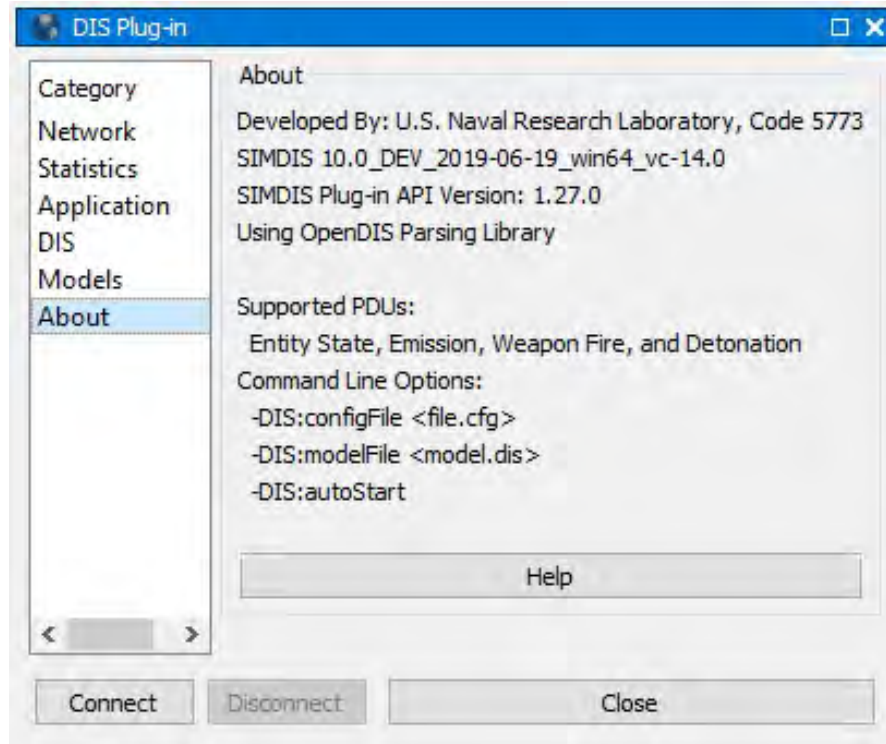 DIS Plug-in
Category
Network
Statistics
Application
DIS
Models
About
About
Developed By: U.S. Naval Research Laboratory, Code 5773
SIMDIS 10.0_DEV_2019-06-19_win64_vc-14.0
SIMDIS Plug-in API Version: 1.27.0
Using OpenDIS Parsing Library
Supported PDUs:
Entity State, Emission, Weapon Fire, and Detonation
Command Line Options:
-DIS:configFile <file.cfg>
-DIS:modelFile <model.dis>
-DIS:autoStart
Help
Connect Disconnect Close